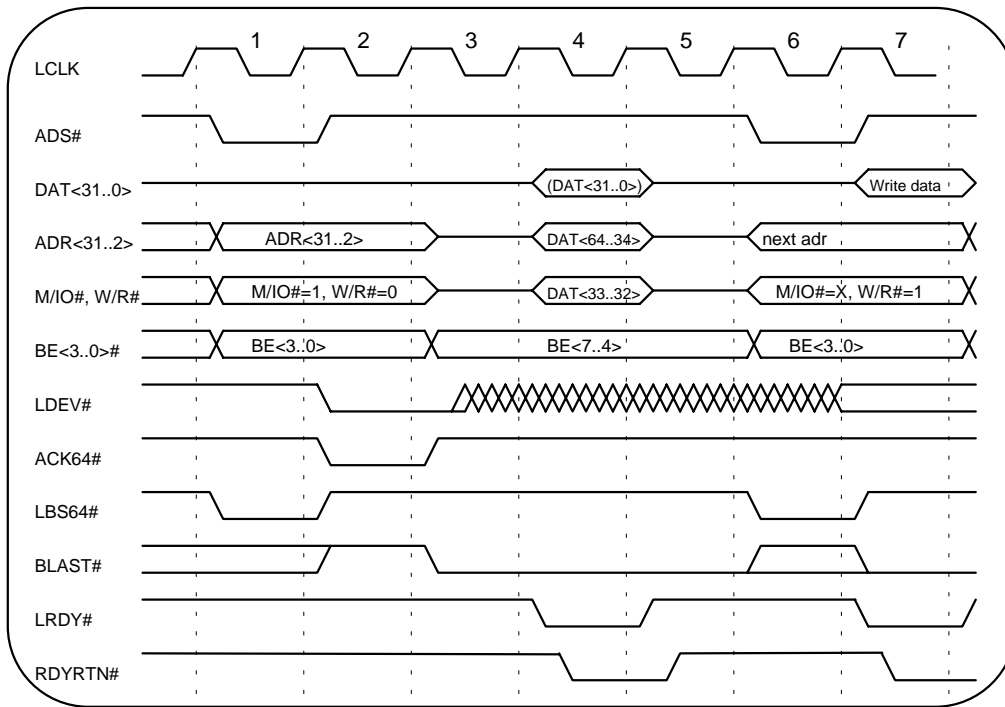 1 2 3 4 5 6 7
LCLK
ADS#
DAT<31..0> (DAT<31..0>) Write data
ADR<31..2> ADR<31..2> DAT<64..34> next adr
M/IO#, W/R# M/IO#=1, W/R#=0 DAT<33..32> M/IO#=X, W/R#=1
BE<3..0># BE<3..0> BE<7..4> BE<3..0>
LDEV#
ACK64#
LBS64#
BLAST#
LRDY#
RDYRTN#